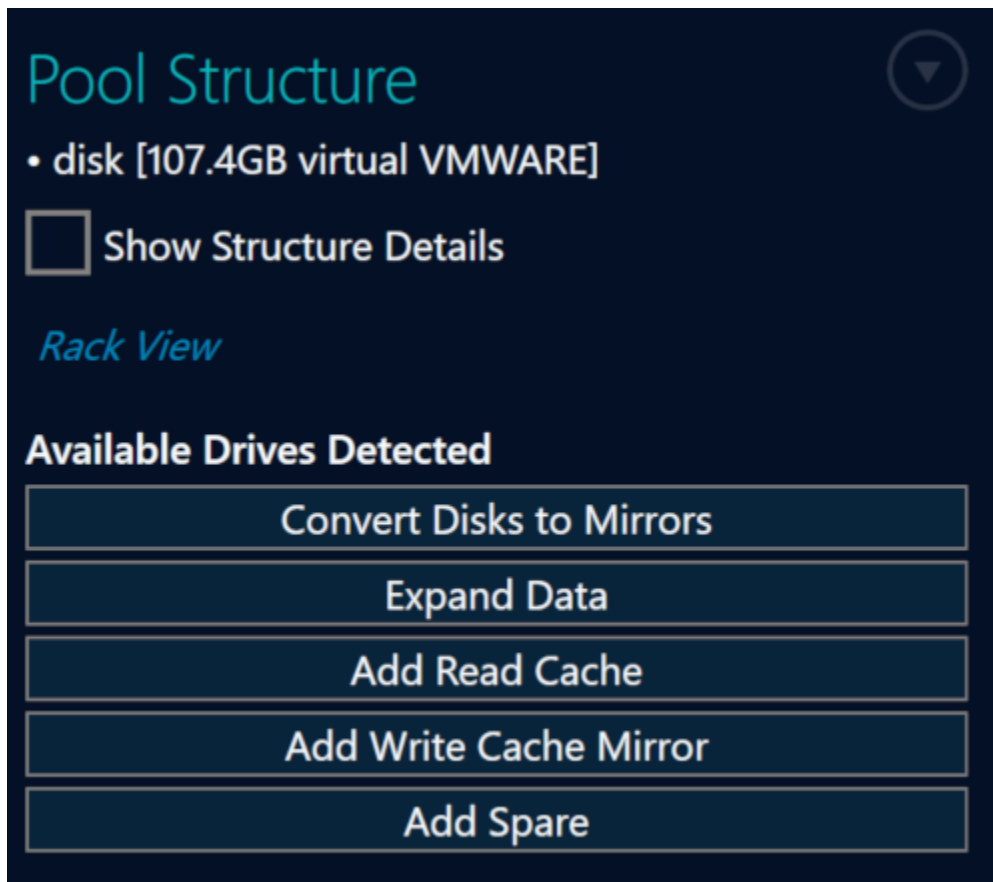 Pool Structure
• disk [107.4GB virtual VMWARE]
Show Structure Details
Rack View
Available Drives Detected
Convert Disks to Mirrors
Expand Data
Add Read Cache
Add Write Cache Mirror
Add Spare